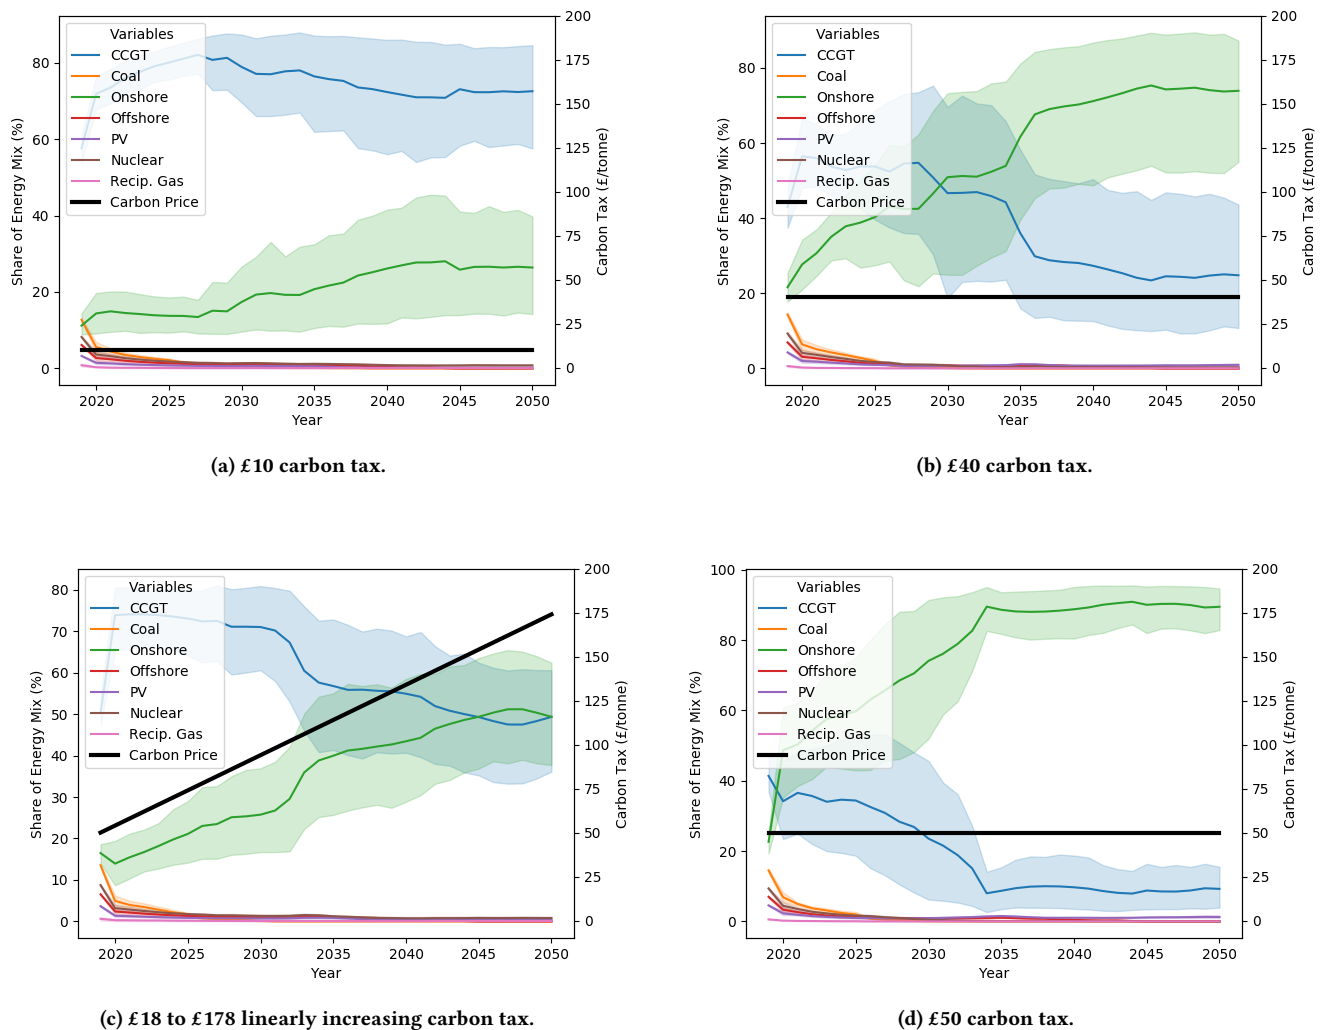 Variables
CCGT
Coal
Onshore
Offshore
PV
Nuclear
Recip. Gas
Carbon Price
Share of Energy Mix (%)
0
20
40
60
80
Carbon Tax (£/tonne)
0
25
50
75
100
125
150
175
200
2020 2025 2030 2035 2040 2045 2050
Year
(a) £10 carbon tax.
Variables
CCGT
Coal
Onshore
Offshore
PV
Nuclear
Recip. Gas
Carbon Price
Share of Energy Mix (%)
0
20
40
60
80
Carbon Tax (£/tonne)
0
25
50
75
100
125
150
175
200
2020 2025 2030 2035 2040 2045 2050
Year
(b) £40 carbon tax.
Variables
CCGT
Coal
Onshore
Offshore
PV
Nuclear
Recip. Gas
Carbon Price
Share of Energy Mix (%)
0
10
20
30
40
50
60
70
80
Carbon Tax (£/tonne)
0
25
50
75
100
125
150
175
200
2020 2025 2030 2035 2040 2045 2050
Year
(c) £18 to £178 linearly increasing carbon tax.
Variables
CCGT
Coal
Onshore
Offshore
PV
Nuclear
Recip. Gas
Carbon Price
Share of Energy Mix (%)
0
20
40
60
80
100
Carbon Tax (£/tonne)
0
25
50
75
100
125
150
175
200
2020 2025 2030 2035 2040 2045 2050
Year
(d) £50 carbon tax.